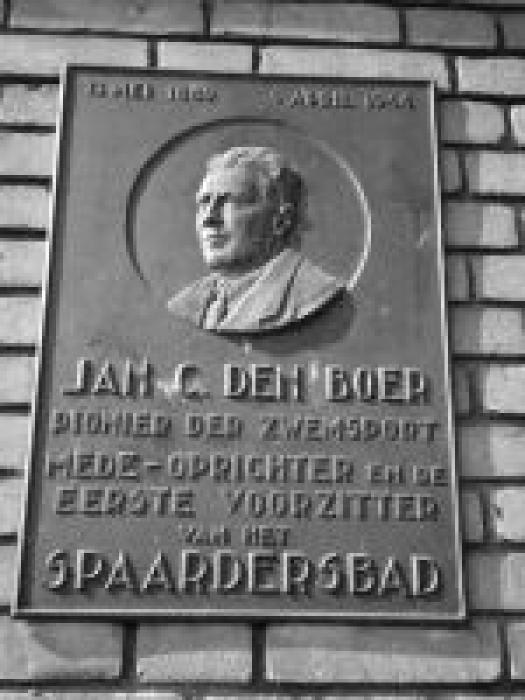 MEI APRIL
JAN C. DEN BOER
PIONIER DER ZWEMSPORT
MEDE-OPRICHTER EN DE
EERSTE VOORZITTER
VAN HET
SPAARDERSBAD